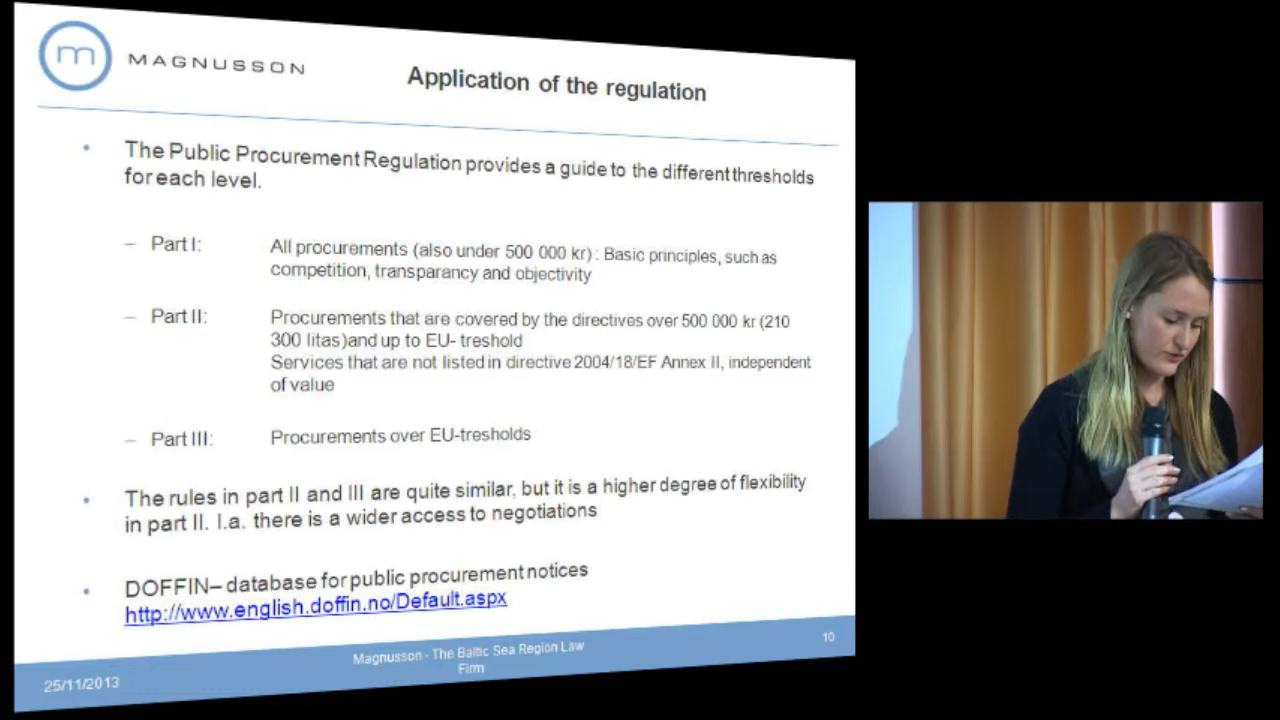 m MAGNUSSON
Application of the regulation
• The Public Procurement Regulation provides a guide to the different thresholds
for each level.
– Part I: All procurements (also under 500 000 kr) : Basic principles, such as
competition, transparancy and objectivity
– Part II: Procurements that are covered by the directives over 500 000 kr (210
300 litas)and up to EU- treshold
Services that are not listed in directive 2004/18/EF Annex II, independent
of value
– Part III: Procurements over EU-tresholds
• The rules in part II and III are quite similar, but it is a higher degree of flexibility
in part II. I.a. there is a wider access to negotiations
• DOFFIN– database for public procurement notices
http://www.english.doffin.no/Default.aspx
25/11/2013
Magnusson - The Baltic Sea Region Law
Firm
10